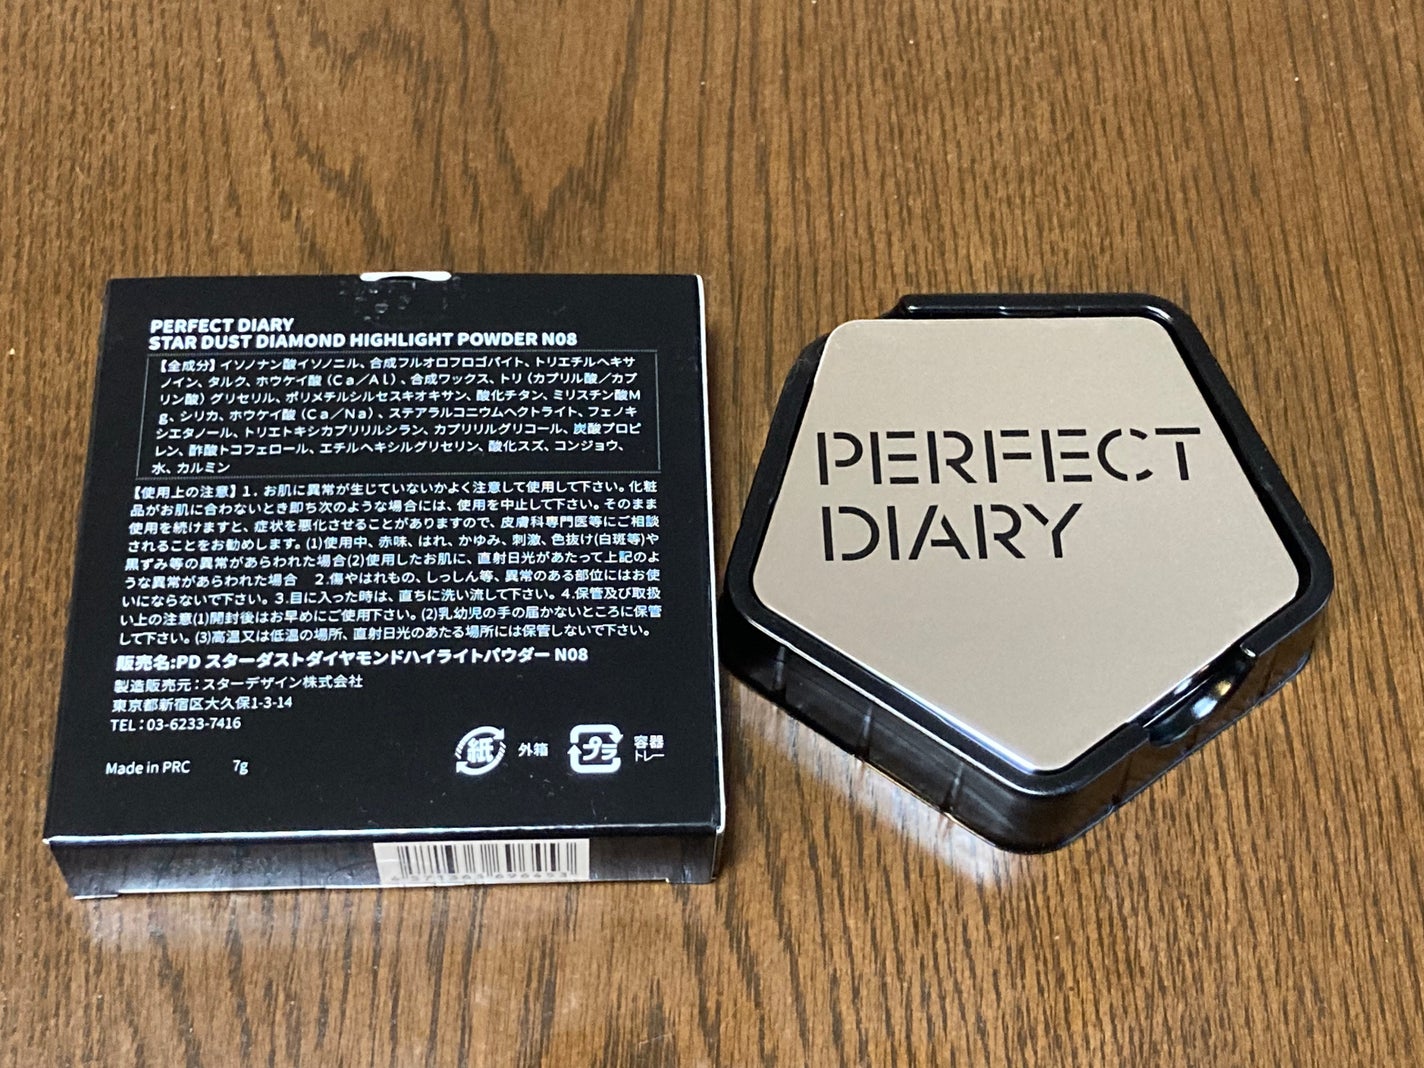 PERFECT DIARY
STAR DUST DIAMOND HIGHLIGHT POWDER N08
【全成分】イソノナン酸イソノニル、合成フルオロフロゴパイト、トリエチルヘキサ
ノイン、タルク、ホウケイ酸（Ca／Al）、合成ワックス、トリ（カプリル酸／カプ
リン酸）グリセリル、ポリメチルシルセスキオキサン、酸化チタン、ミリスチン酸M
g、シリカ、ホウケイ酸（Ca／Na）、ステアラルコニウムヘクトライト、フェノキ
シエタノール、トリエトキシカプリリルシラン、カプリリルグリコール、炭酸プロピ
レン、酢酸トコフェロール、エチルヘキシルグリセリン、酸化スズ、コンジョウ、
水、カルミン
【使用上の注意】1．お肌に異常が生じていないかよく注意して使用して下さい。化粧
品がお肌に合わないとき即ち次のような場合には、使用を中止して下さい。そのまま
使用を続けますと、症状を悪化させることがありますので、皮膚科専門医等にご相談
されることをお勧めします。(1)使用中、赤味、はれ、かゆみ、刺激、色抜け(白斑等)や
黒ずみ等の異常があらわれた場合(2)使用したお肌に、直射日光があたって上記のよ
うな異常があらわれた場合　2.傷やはれもの、しっしん等、異常のある部位にはお使
いにならないで下さい。3.目に入った時は、直ちに洗い流して下さい。4.保管及び取扱
い上の注意(1)開封後はお早めにご使用下さい。(2)乳幼児の手の届かないところに保管
して下さい。(3)高温又は低温の場所、直射日光のあたる場所には保管しないで下さい。
販売名:PD スターダストダイヤモンドハイライトパウダー N08
製造販売元：スターデザイン株式会社
東京都新宿区大久保1-3-14
TEL：03-6233-7416
紙 外箱 プラ 容器
トレー
Made in PRC 7g
PERFECT
DIARY